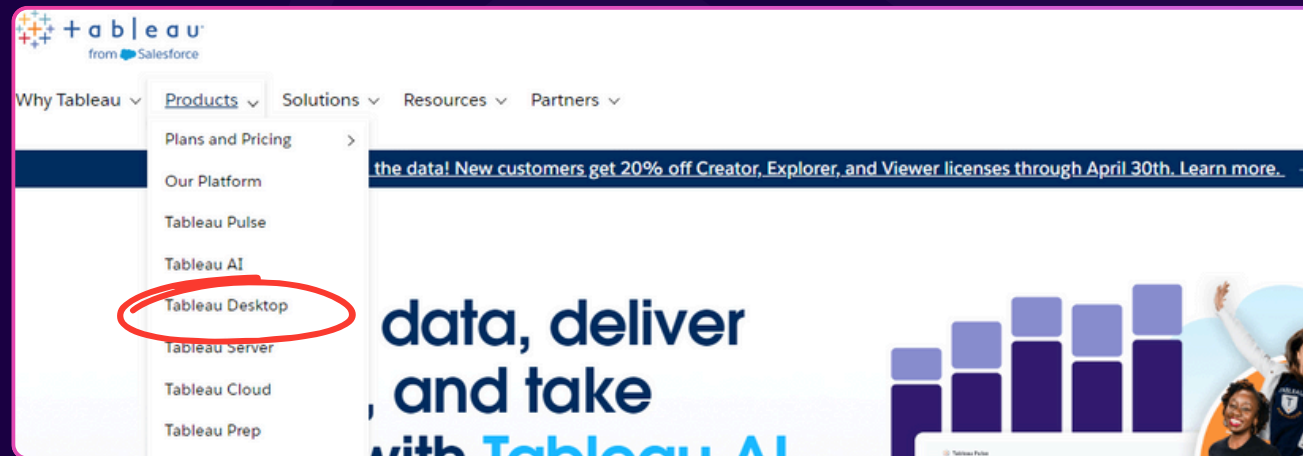 +ableau
from Salesforce
Why Tableau Products Solutions Resources Partners
Plans and Pricing
the data! New customers get 20% off Creator, Explorer, and Viewer licenses through April 30th. Learn more.
Our Platform
Tableau Pulse
Tableau AI
Tableau Desktop
Tableau Server
Tableau Cloud
Tableau Prep
data, deliver
, and take
with Tableau AI
Tableau Pulse